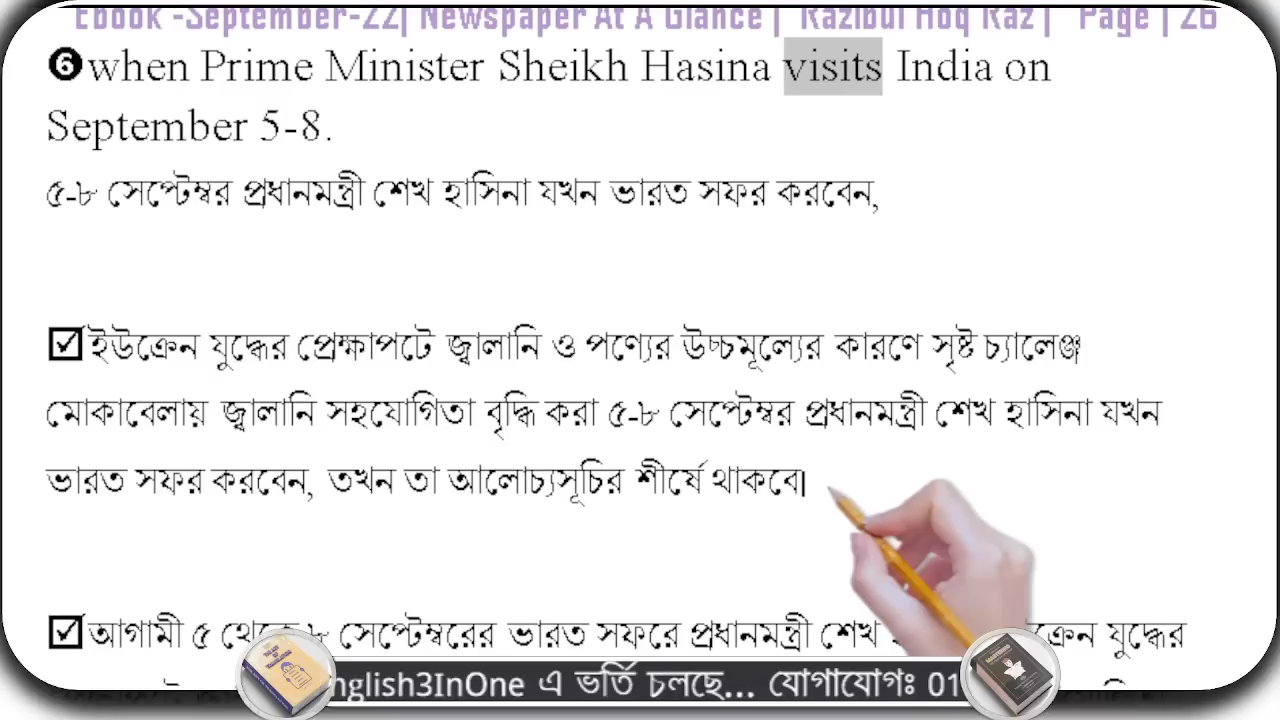 Ebook -September-22| Newspaper At A Glance | Razibul Hoq Raz | Page | 26
❻when Prime Minister Sheikh Hasina visits India on
September 5-8.
৫-৮ সেপ্টেম্বর প্রধানমন্ত্রী শেখ হাসিনা যখন ভারত সফর করবেন,
☑ইউক্রেন যুদ্ধের প্রেক্ষাপটে জ্বালানি ও পণ্যের উচ্চমূল্যের কারণে সৃষ্ট চ্যালেঞ্জ
মোকাবেলায় জ্বালানি সহযোগিতা বৃদ্ধি করা ৫-৮ সেপ্টেম্বর প্রধানমন্ত্রী শেখ হাসিনা যখন
ভারত সফর করবেন, তখন তা আলোচ্যসূচির শীর্ষে থাকবে।
☑আগামী ৫ থেকে ৮ সেপ্টেম্বরের ভারত সফরে প্রধানমন্ত্রী শেখ যুদ্ধের
nglish3InOne এ ভর্তি চলছে... যোগাযোগঃ 01